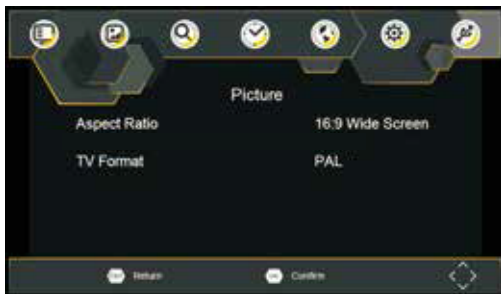 Picture
Aspect Ratio 16:9 Wide Screen
TV Format PAL
Return Confirm